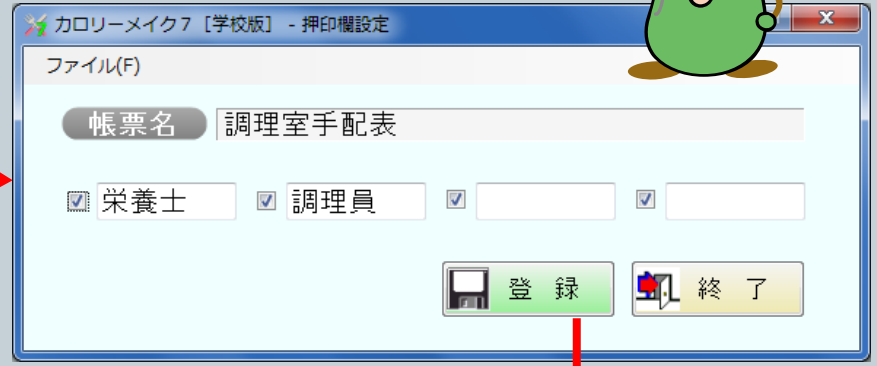 カロリーメイク7 [学校版] - 押印欄設定
ファイル(F)
帳票名 調理室手配表
栄養士 調理員
登 録 終 了